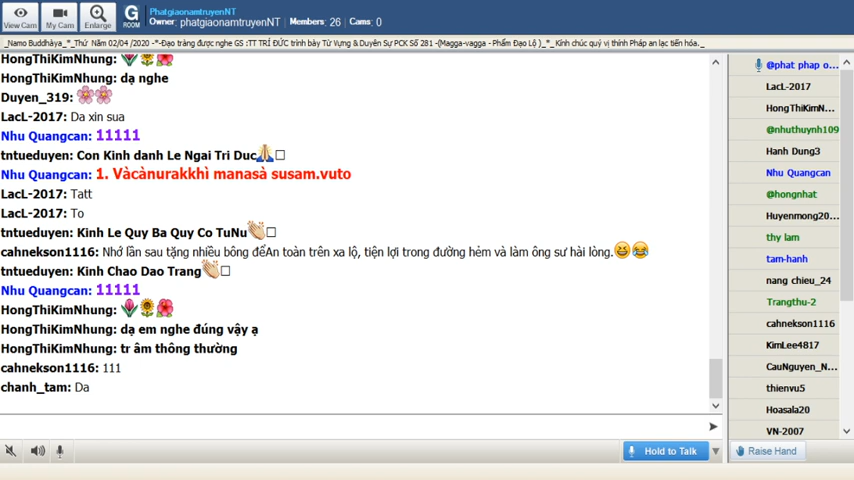 PhatgiaonamtruyenNT
Owner: phatgiaonamtruyenNT | Members: 26 | Cams: 0
View Cam
My Cam
Enlarge
G
ROOM
_Namo Buddhàya_*_Thứ Năm 02/04 /2020 -*-Đạo tràng được nghe GS :TT TRÍ ĐỨC trình bày Từ Vựng & Duyên Sự PCK Số 281 -(Magga-vagga - Phẩm Đạo Lộ )_*_ Kính chúc quý vị thính Pháp an lạc tiến hóa._
HongThiKimNhung:
HongThiKimNhung: dạ nghe
Duyen_319:
LacL-2017: Da xin sua
Nhu Quangcan: 11111
tntueduyen: Con Kinh danh Le Ngai Tri Duc
Nhu Quangcan: 1. Vàcànurakkhì manasà susam.vuto
LacL-2017: Tatt
LacL-2017: To
tntueduyen: Kinh Le Quy Ba Quy Co TuNu
cahnekson1116: Nhớ lần sau tặng nhiều bông đểAn toàn trên xa lộ, tiện lợi trong đường hẻm và làm ông sư hài lòng.
tntueduyen: Kinh Chao Dao Trang
Nhu Quangcan: 11111
HongThiKimNhung:
HongThiKimNhung: dạ em nghe đúng vậy ạ
HongThiKimNhung: tr âm thông thường
cahnekson1116: 111
chanh_tam: Da
Hold to Talk
@phat phap o...
LacL-2017
HongThiKimN...
@nhuthuynh109
Hanh Dung3
Nhu Quangcan
@hongnhat
Huyenmong20...
thy lam
tam-hanh
nang chieu_24
Trangthu-2
cahnekson1116
KimLee4817
CauNguyen_N...
thienvu5
Hoasala20
VN-2007
Raise Hand